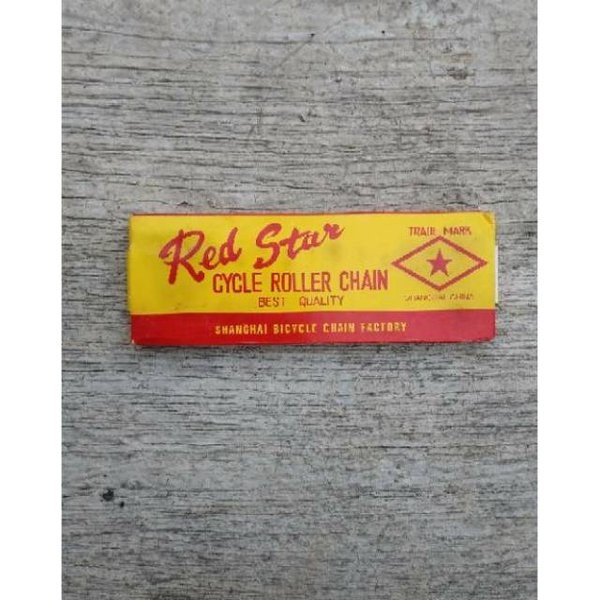 Red Star
CYCLE ROLLER CHAIN
BEST QUALITY
TRADE MARK
SHANGHAI CHINA
SHANGHAI BICYCLE CHAIN FACTORY